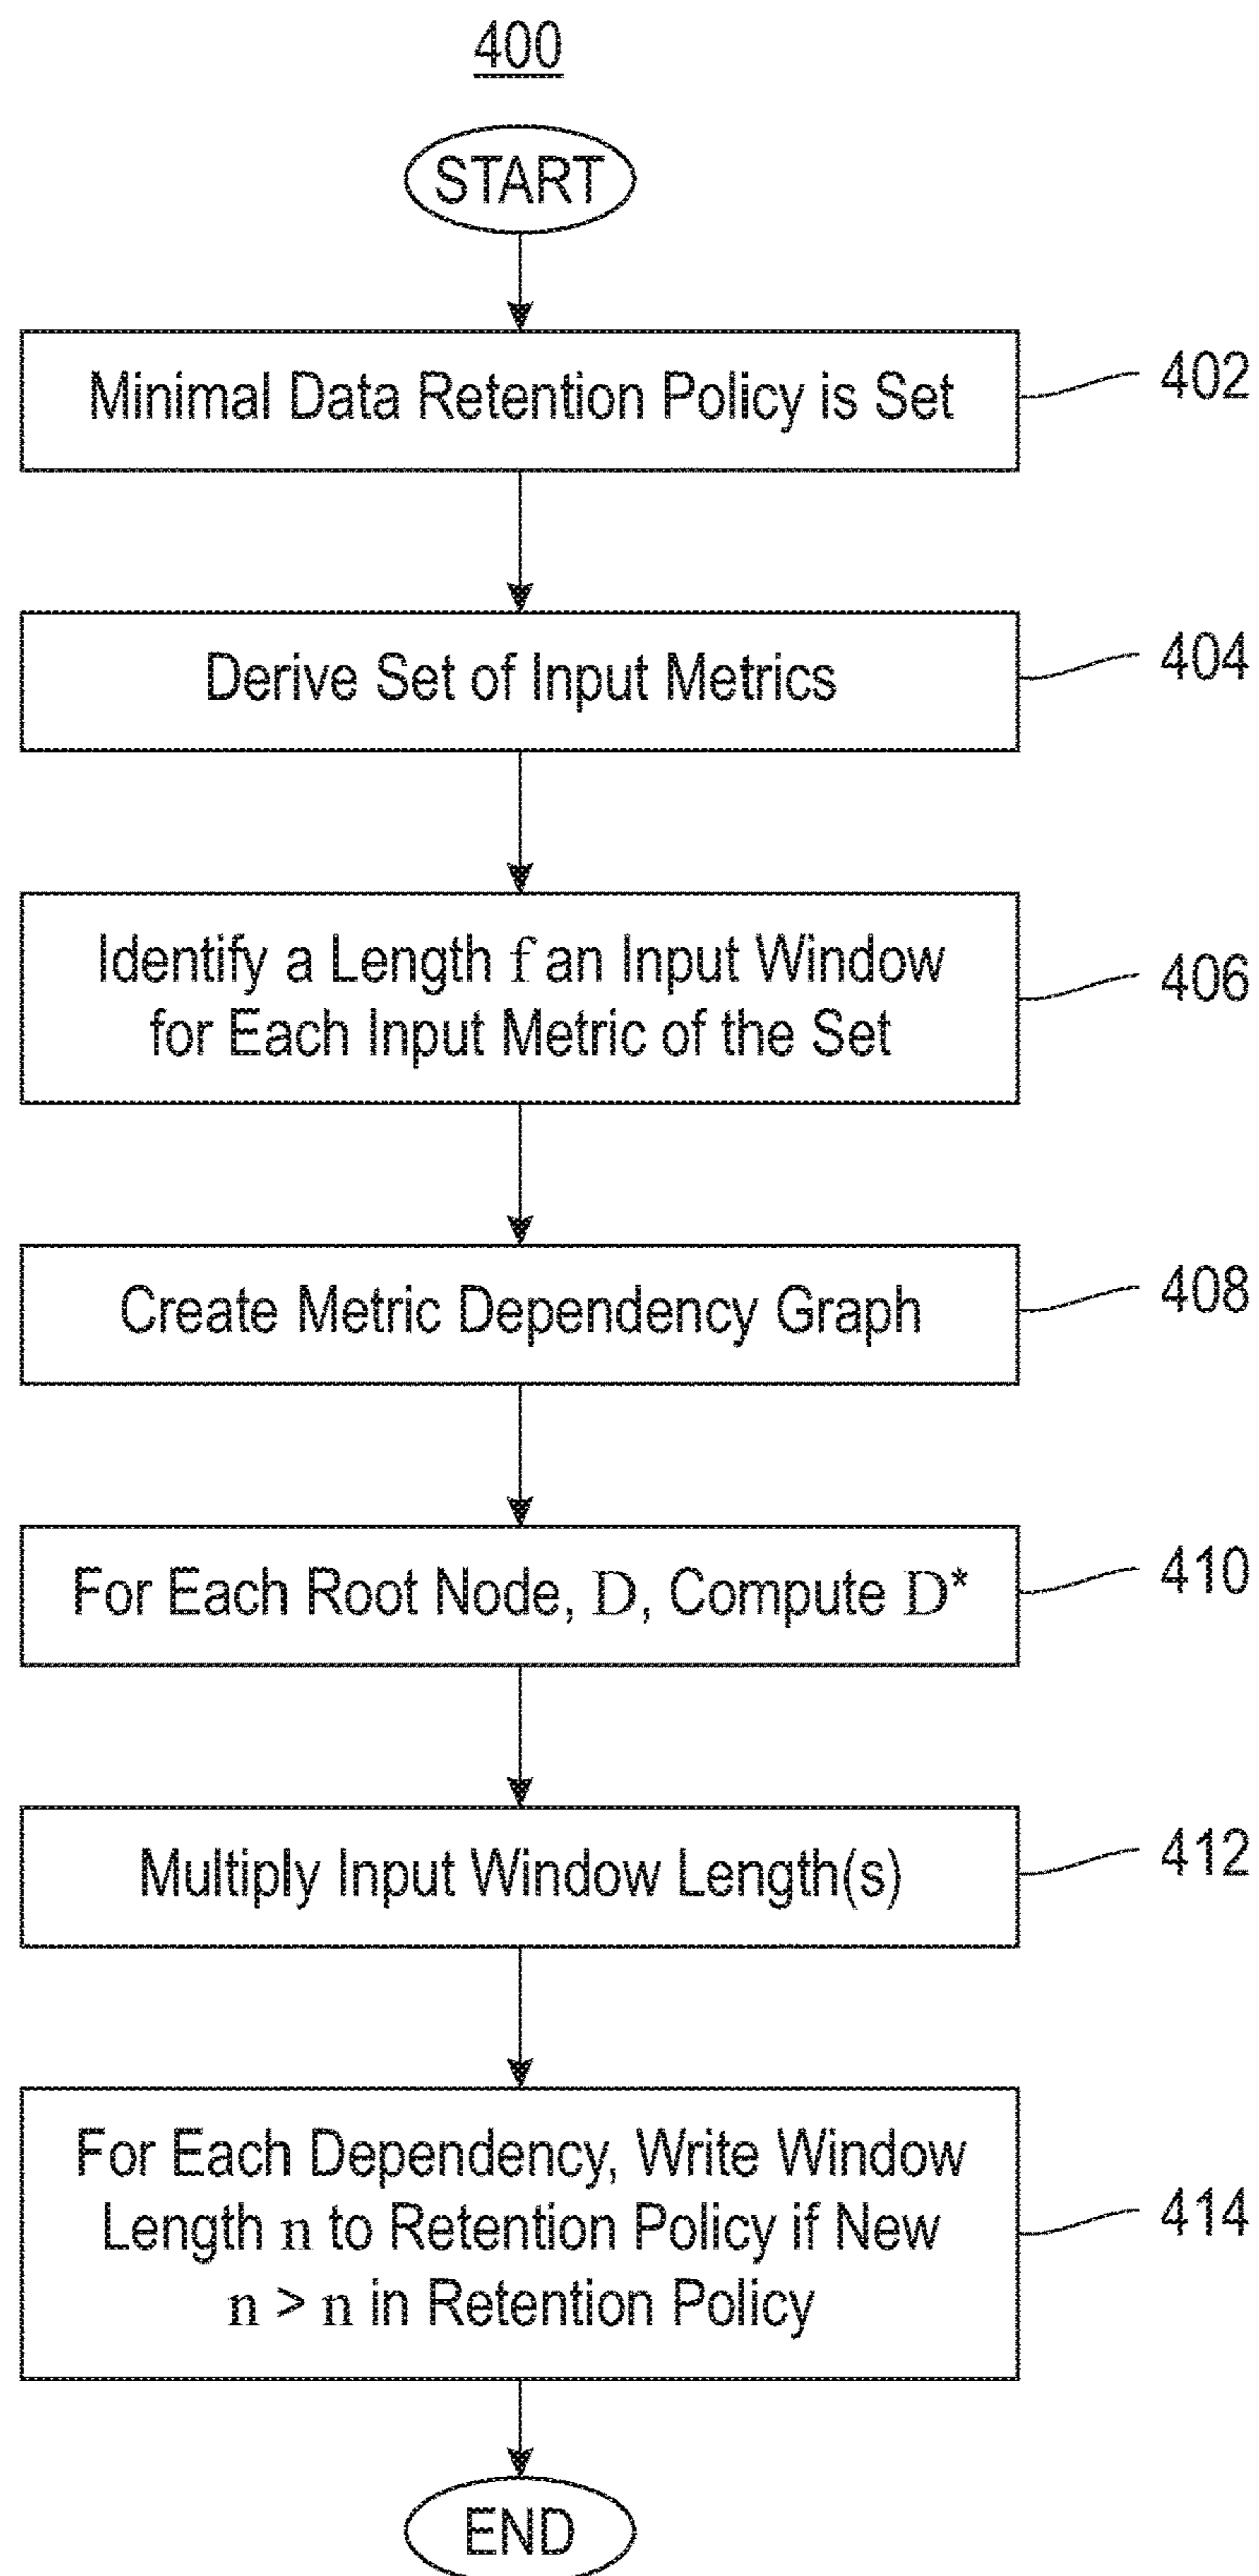 400
START
Minimal Data Retention Policy is Set
402
Derive Set of Input Metrics
404
Identify a Length f an Input Window
for Each Input Metric of the Set
406
Create Metric Dependency Graph
408
For Each Root Node, D, Compute D*
410
Multiply Input Window Length(s)
412
For Each Dependency, Write Window
Length n to Retention Policy if New
n > n in Retention Policy
414
END